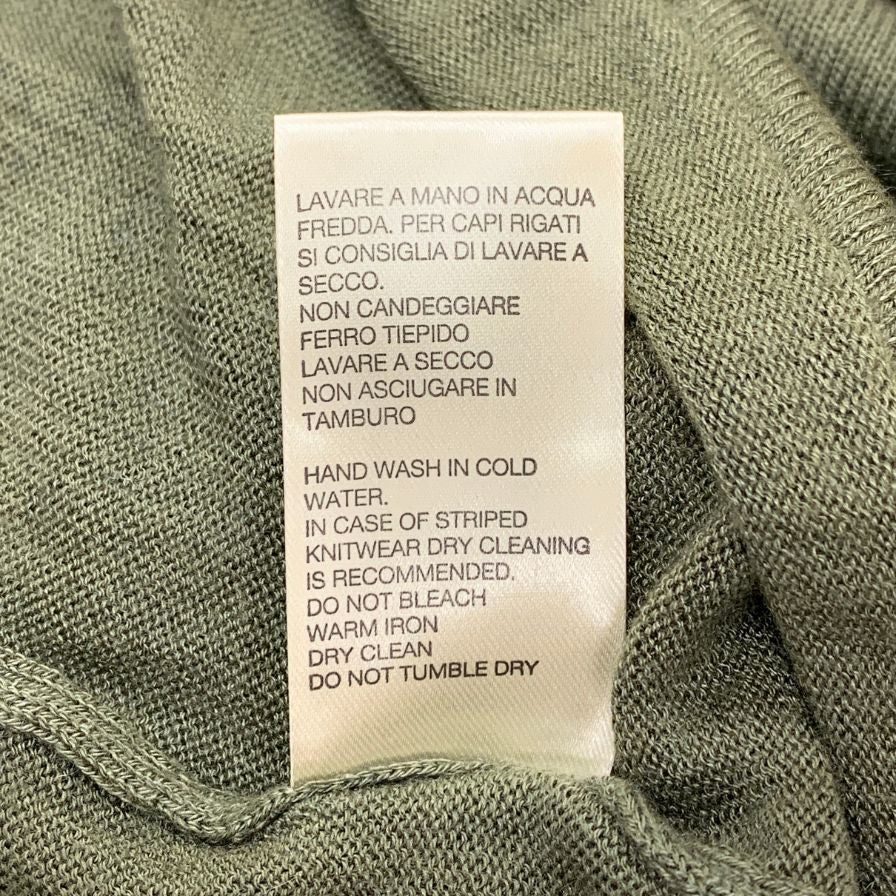 LAVARE A MANO IN ACQUA
FREDDA. PER CAPI RIGATI
SI CONSIGLIA DI LAVARE A
SECCO.
NON CANDEGGIARE
FERRO TIEPIDO
LAVARE A SECCO
NON ASCIUGARE IN
TAMBURO
HAND WASH IN COLD
WATER.
IN CASE OF STRIPED
KNITWEAR DRY CLEANING
IS RECOMMENDED.
DO NOT BLEACH
WARM IRON
DRY CLEAN
DO NOT TUMBLE DRY